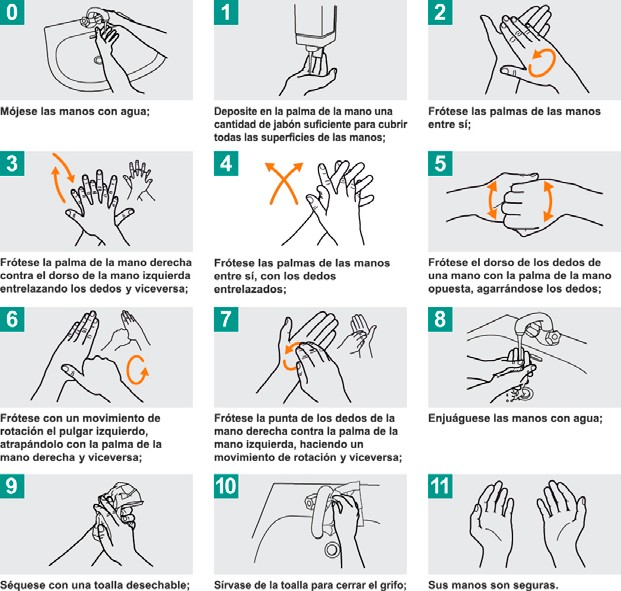 0
Mójese las manos con agua;
1
Deposite en la palma de la mano una
cantidad de jabón suficiente para cubrir
todas las superficies de las manos;
2
Frótese las palmas de las manos
entre sí;
3
Frótese la palma de la mano derecha
contra el dorso de la mano izquierda
entrelazando los dedos y viceversa;
4
Frótese las palmas de las manos
entre sí, con los dedos
entrelazados;
5
Frótese el dorso de los dedos de
una mano con la palma de la mano
opuesta, agarrándose los dedos;
6
Frótese con un movimiento de
rotación el pulgar izquierdo,
atrapándolo con la palma de la
mano derecha y viceversa;
7
Frótese la punta de los dedos de la
mano derecha contra la palma de la
mano izquierda, haciendo un
movimiento de rotación y viceversa;
8
Enjuáguese las manos con agua;
9
Séquese con una toalla desechable;
10
Sírvase de la toalla para cerrar el grifo;
11
Sus manos son seguras.